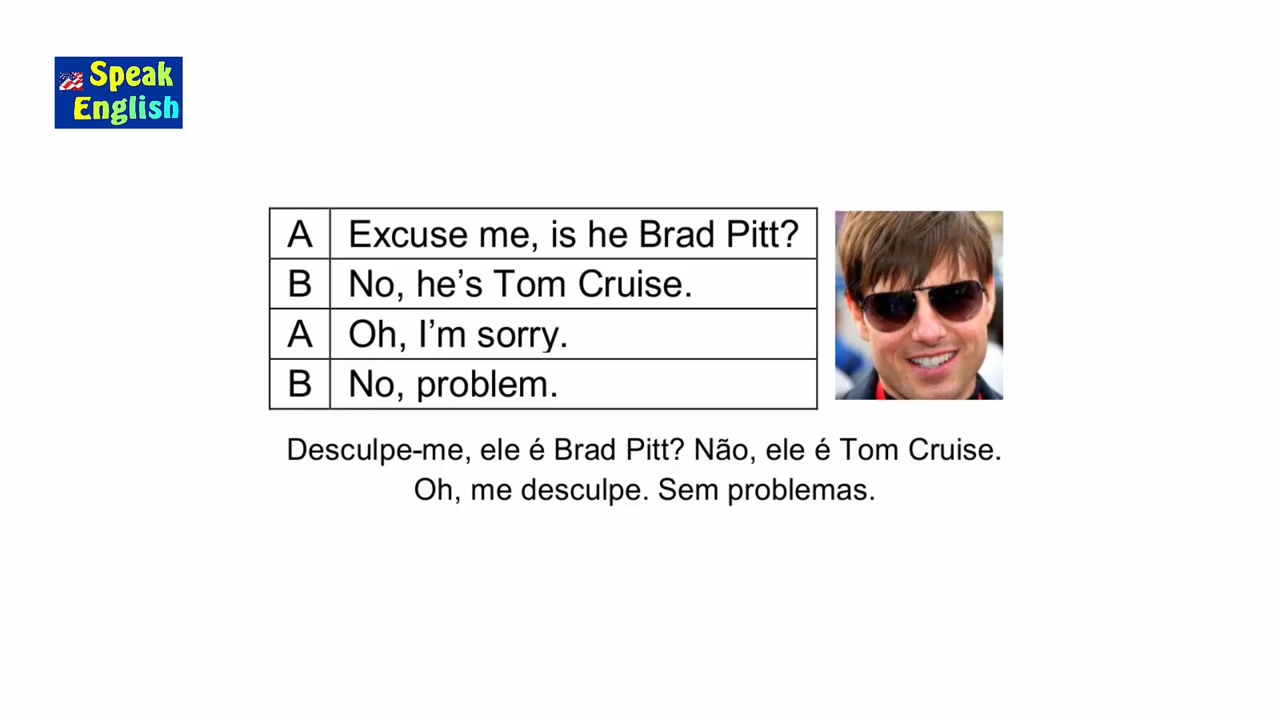 Speak
English
A Excuse me, is he Brad Pitt?
B No, he's Tom Cruise.
A Oh, I'm sorry.
B No, problem.
Desculpe-me, ele é Brad Pitt? Não, ele é Tom Cruise.
Oh, me desculpe. Sem problemas.